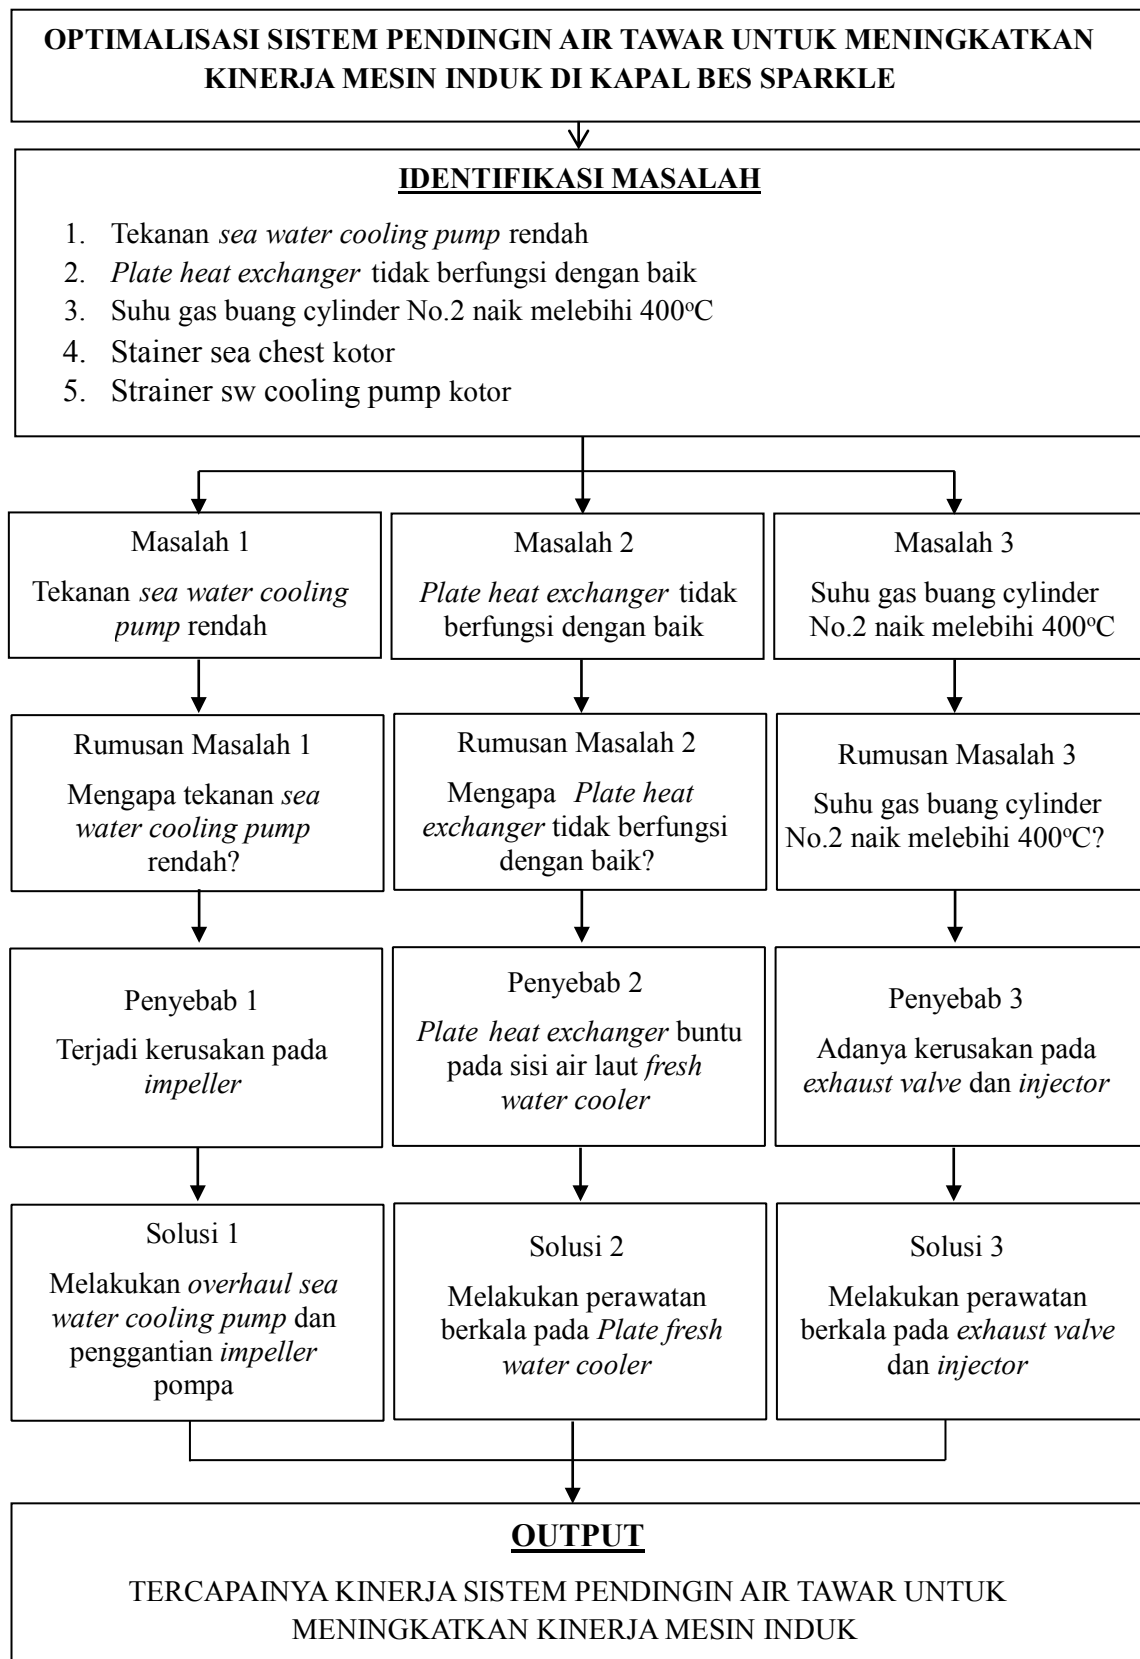 OPTIMALISASI SISTEM PENDINGIN AIR TAWAR UNTUK MENINGKATKAN
KINERJA MESIN INDUK DI KAPAL BES SPARKLE
IDENTIFIKASI MASALAH
1. Tekanan sea water cooling pump rendah
2. Plate heat exchanger tidak berfungsi dengan baik
3. Suhu gas buang cylinder No.2 naik melebihi 400°C
4. Stainer sea chest kotor
5. Strainer sw cooling pump kotor
Masalah 1
Tekanan sea water cooling
pump rendah
Masalah 2
Plate heat exchanger tidak
berfungsi dengan baik
Masalah 3
Suhu gas buang cylinder
No.2 naik melebihi 400°C
Rumusan Masalah 1
Mengapa tekanan sea
water cooling pump
rendah?
Rumusan Masalah 2
Mengapa Plate heat
exchanger tidak berfungsi
dengan baik?
Rumusan Masalah 3
Suhu gas buang cylinder
No.2 naik melebihi 400°C?
Penyebab 1
Terjadi kerusakan pada
impeller
Penyebab 2
Plate heat exchanger buntu
pada sisi air laut fresh
water cooler
Penyebab 3
Adanya kerusakan pada
exhaust valve dan injector
Solusi 1
Melakukan overhaul sea
water cooling pump dan
penggantian impeller
pompa
Solusi 2
Melakukan perawatan
berkala pada Plate fresh
water cooler
Solusi 3
Melakukan perawatan
berkala pada exhaust valve
dan injector
OUTPUT
TERCAPAINYA KINERJA SISTEM PENDINGIN AIR TAWAR UNTUK
MENINGKATKAN KINERJA MESIN INDUK